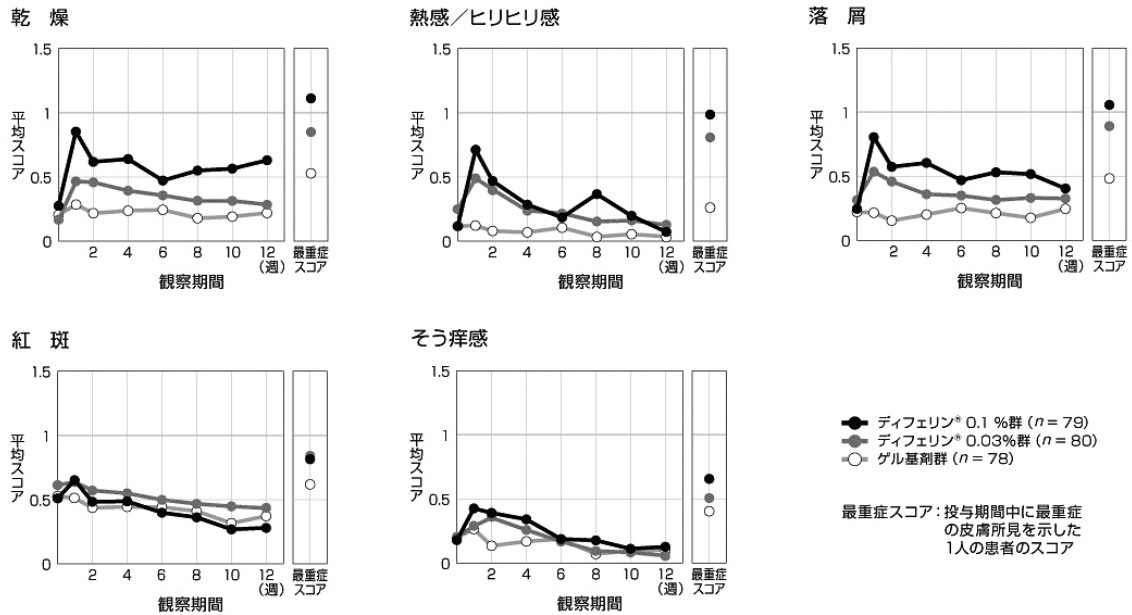 乾　燥
1.5
1
0.5
0
平均スコア
2 4 6 8 10 12
(週)
最重症
スコア
観察期間
熱感／ヒリヒリ感
1.5
1
0.5
0
平均スコア
2 4 6 8 10 12
(週)
最重症
スコア
観察期間
落　屑
1.5
1
0.5
0
平均スコア
2 4 6 8 10 12
(週)
最重症
スコア
観察期間
紅　斑
1.5
1
0.5
0
平均スコア
2 4 6 8 10 12
(週)
最重症
スコア
観察期間
そう痒感
1.5
1
0.5
0
平均スコア
2 4 6 8 10 12
(週)
最重症
スコア
観察期間
ディフェリン® 0.1 %群 (n = 79)
ディフェリン® 0.03%群 (n = 80)
ゲル基剤群 (n = 78)
最重症スコア：投与期間中に最重症
の皮膚所見を示した
1人の患者のスコア